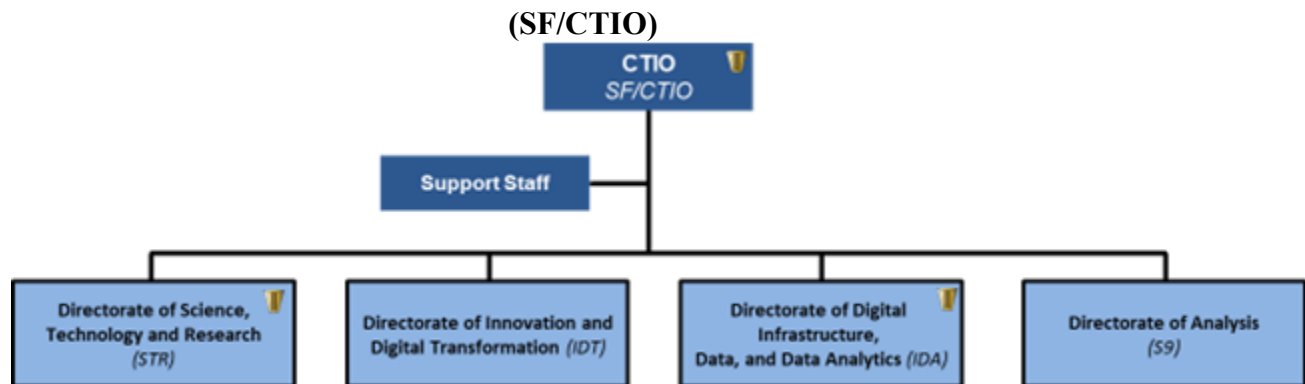 (SF/CTIO)
CTIO
SF/CTIO
Support Staff
Directorate of Science,
Technology and Research
(STR)
Directorate of Innovation and
Digital Transformation (IDT)
Directorate of Digital
Infrastructure,
Data, and Data Analytics (IDA)
Directorate of Analysis
(S9)